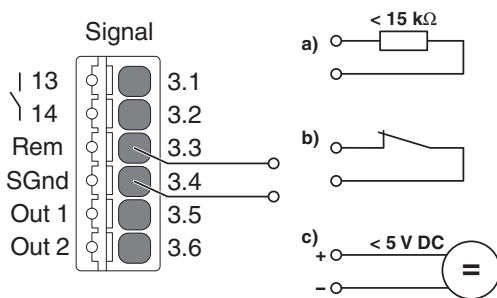 Signal
13 3.1
14 3.2
Rem 3.3
SGnd 3.4
Out 1 3.5
Out 2 3.6
a) < 15 kΩ
b)
c) < 5 V DC
+ =
–